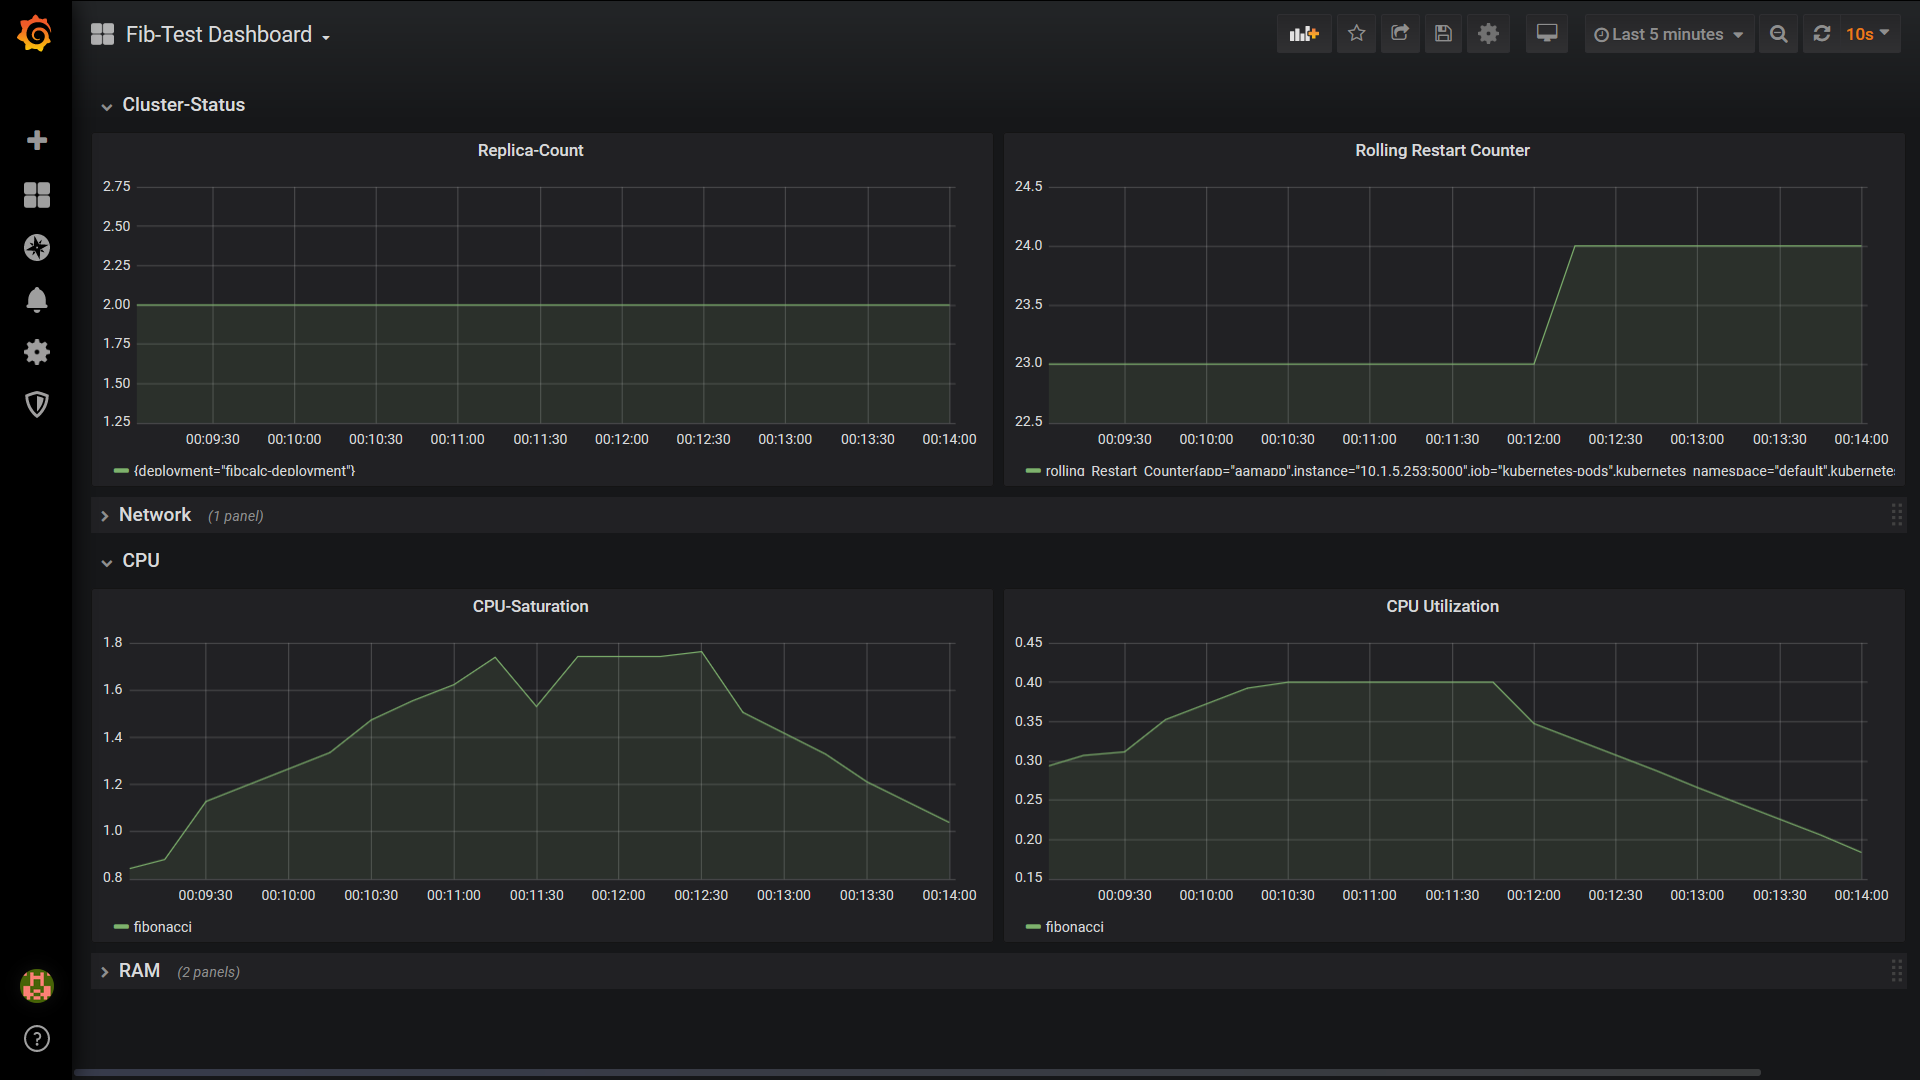 Fib-Test Dashboard
Last 5 minutes
10s
Cluster-Status
Replica-Count
2.75
2.50
2.25
2.00
1.75
1.50
1.25
00:09:30 00:10:00 00:10:30 00:11:00 00:11:30 00:12:00 00:12:30 00:13:00 00:13:30 00:14:00
{deployment="fibcalc-deployment"}
Rolling Restart Counter
24.5
24.0
23.5
23.0
22.5
00:09:30 00:10:00 00:10:30 00:11:00 00:11:30 00:12:00 00:12:30 00:13:00 00:13:30 00:14:00
rolling_Restart_Counter{app="aamapp",instance="10.1.5.253:5000",job="kubernetes-pods",kubernetes_namespace="default",kubernetes
Network (1 panel)
CPU
CPU-Saturation
1.8
1.6
1.4
1.2
1.0
0.8
00:09:30 00:10:00 00:10:30 00:11:00 00:11:30 00:12:00 00:12:30 00:13:00 00:13:30 00:14:00
fibonacci
CPU Utilization
0.45
0.40
0.35
0.30
0.25
0.20
0.15
00:09:30 00:10:00 00:10:30 00:11:00 00:11:30 00:12:00 00:12:30 00:13:00 00:13:30 00:14:00
fibonacci
RAM (2 panels)
?